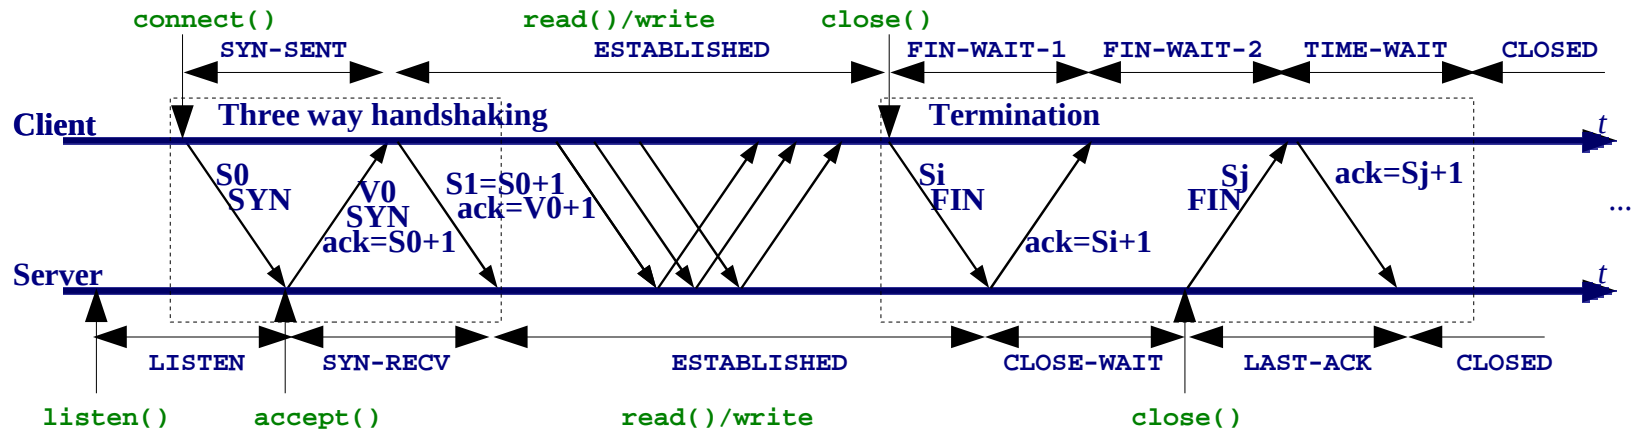 connect() read()/write close()
SYN-SENT ESTABLISHED FIN-WAIT-1 FIN-WAIT-2 TIME-WAIT CLOSED
Three way handshaking Termination
Client t
S0
SYN
V0
SYN
ack=S0+1
S1=S0+1
ack=V0+1
Si
FIN
ack=Si+1
Sj
FIN
ack=Sj+1
...
Server t
LISTEN SYN-RECV ESTABLISHED CLOSE-WAIT LAST-ACK CLOSED
listen() accept() read()/write close()